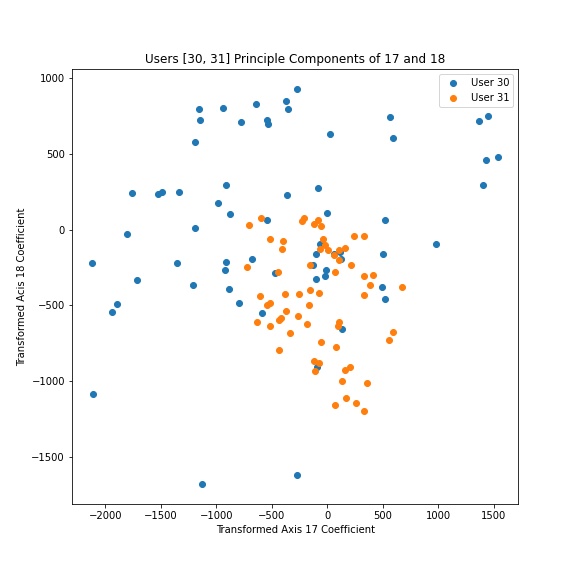 Users [30, 31] Principle Components of 17 and 18
User 30
User 31
Transformed Acis 18 Coefficient
1000
500
0
−500
−1000
−1500
−2000 −1500 −1000 −500 0 500 1000 1500
Transformed Axis 17 Coefficient